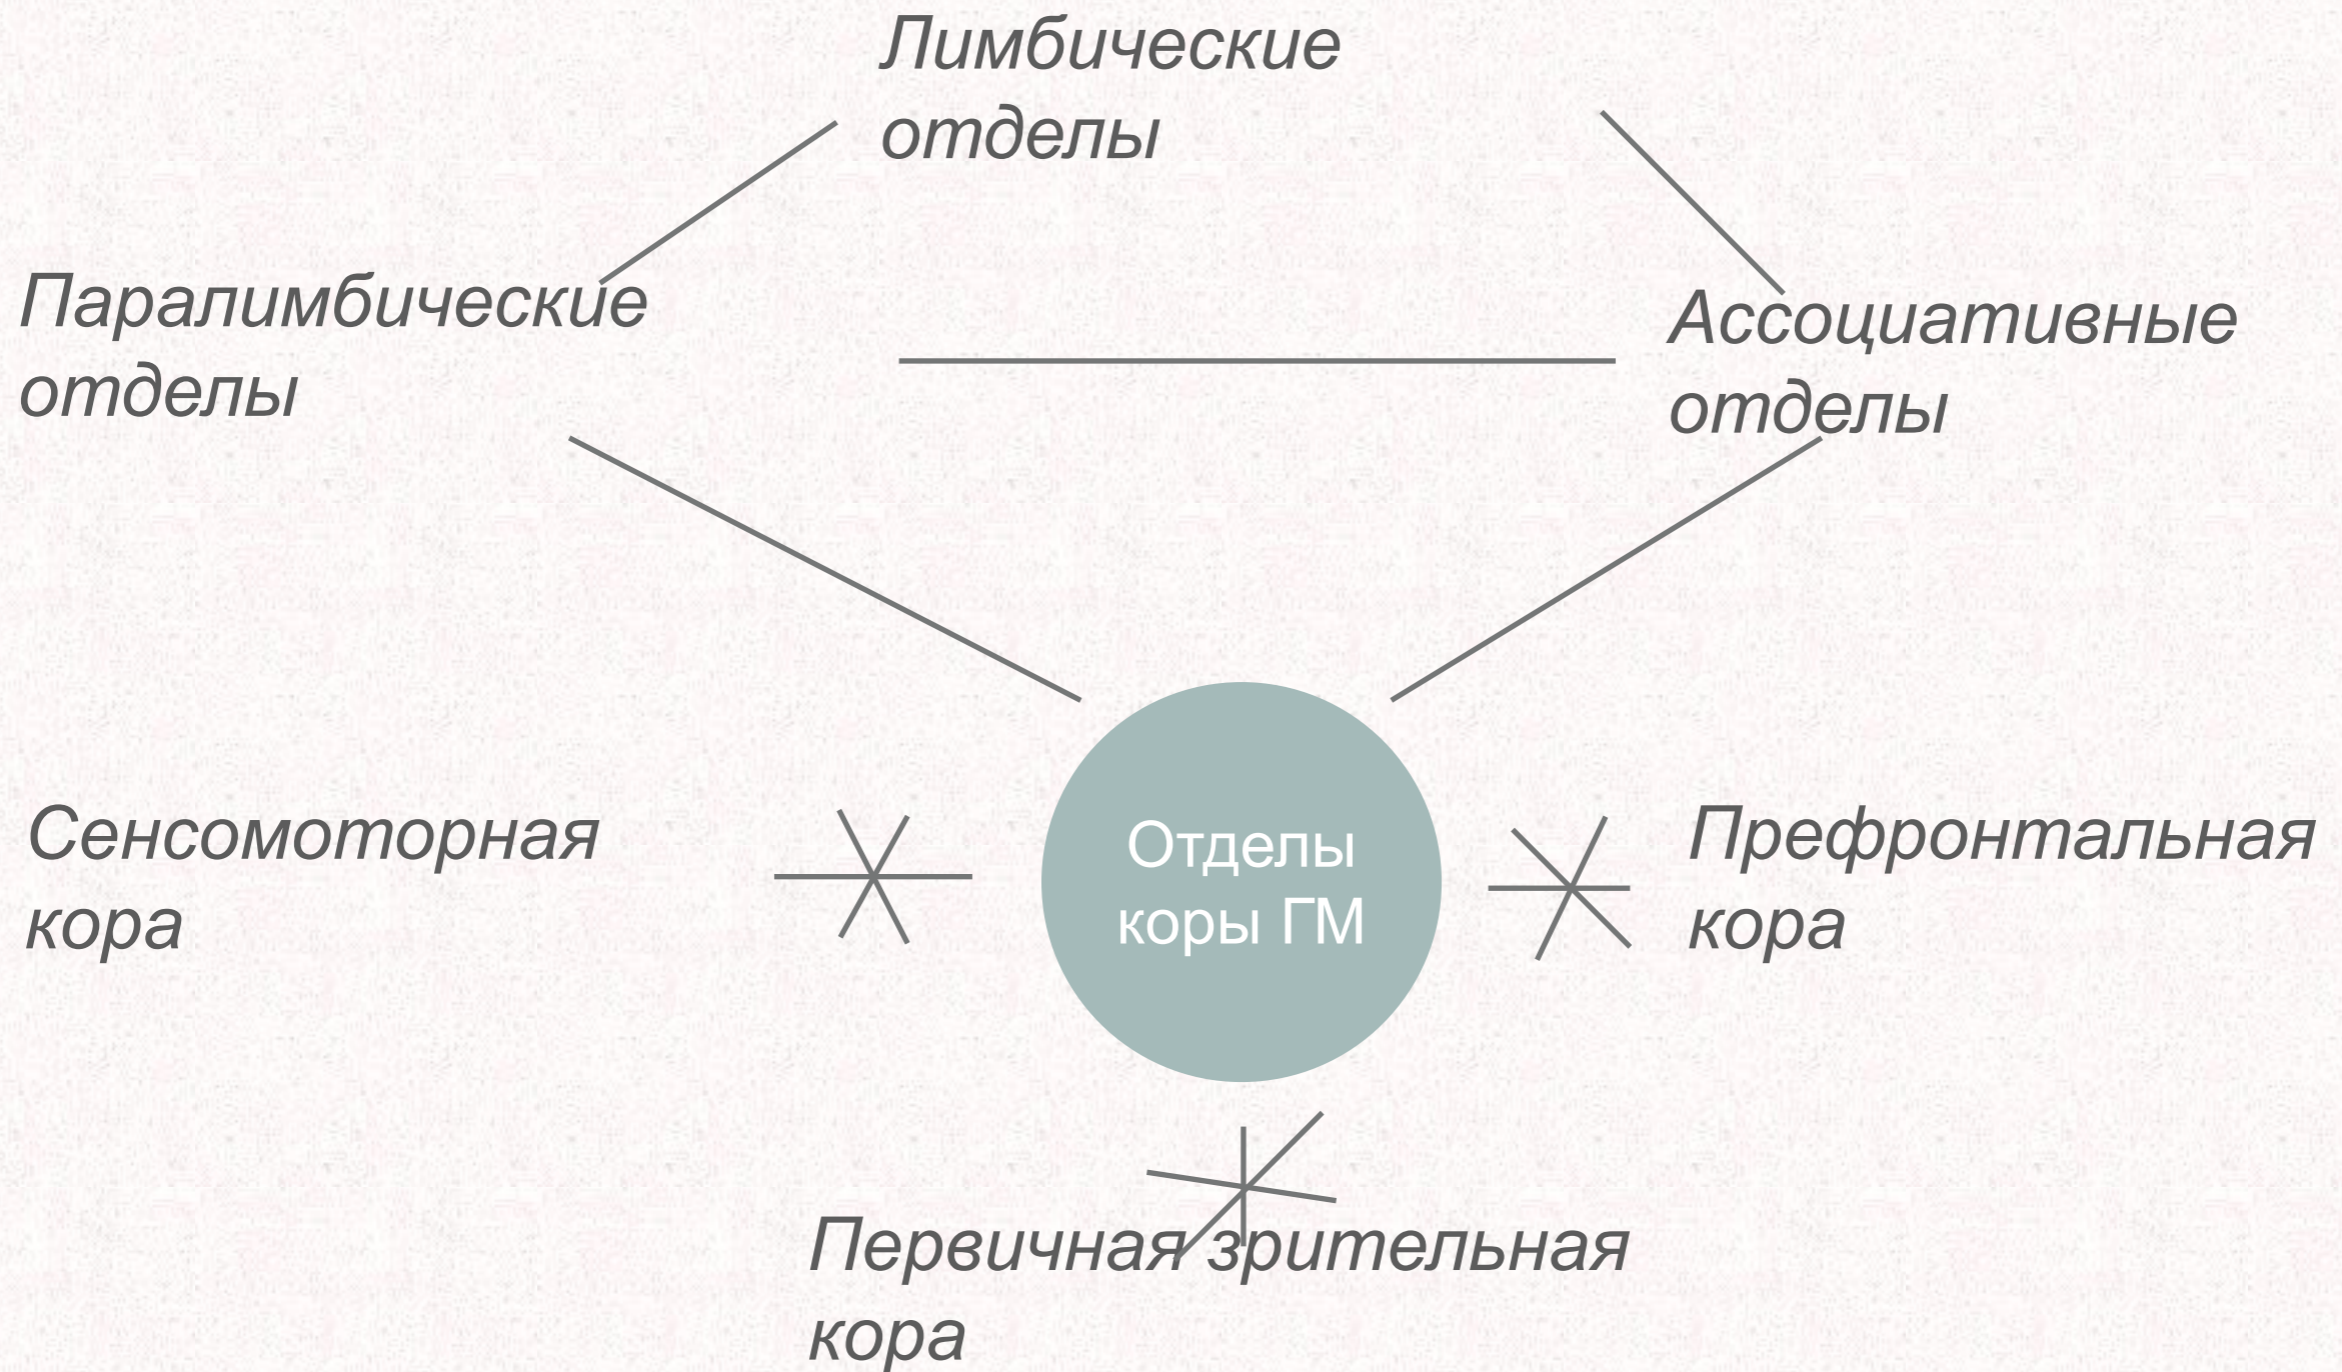 Лимбические
отделы
Паралимбические
отделы
Ассоциативные
отделы
Сенсомоторная
кора
Отделы
коры ГМ
Префронтальная
кора
Первичная зрительная
кора